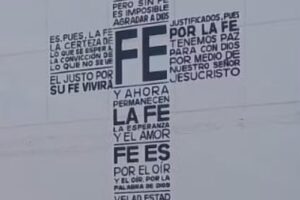 PERO SIN FE
ES IMPOSIBLE
AGRADAR A DIOS
ES, PUES, LA FE
LA CERTEZA DE
LO QUE SE ESPERA
LA CONVICCIÓN DE
LO QUE NO SE VE
EL JUSTO POR
SU FE VIVIRÁ
FE
JUSTIFICADOS, PUES
POR LA FE
TENEMOS PAZ
PARA CON DIOS
POR MEDIO DE
NUESTRO SEÑOR
JESUCRISTO
Y AHORA
PERMANECEN
LA FE
LA ESPERANZA
Y EL AMOR
FE ES
POR EL OÍR
Y EL OÍR, POR LA
PALABRA DE DIOS
VELAD, ESTAD